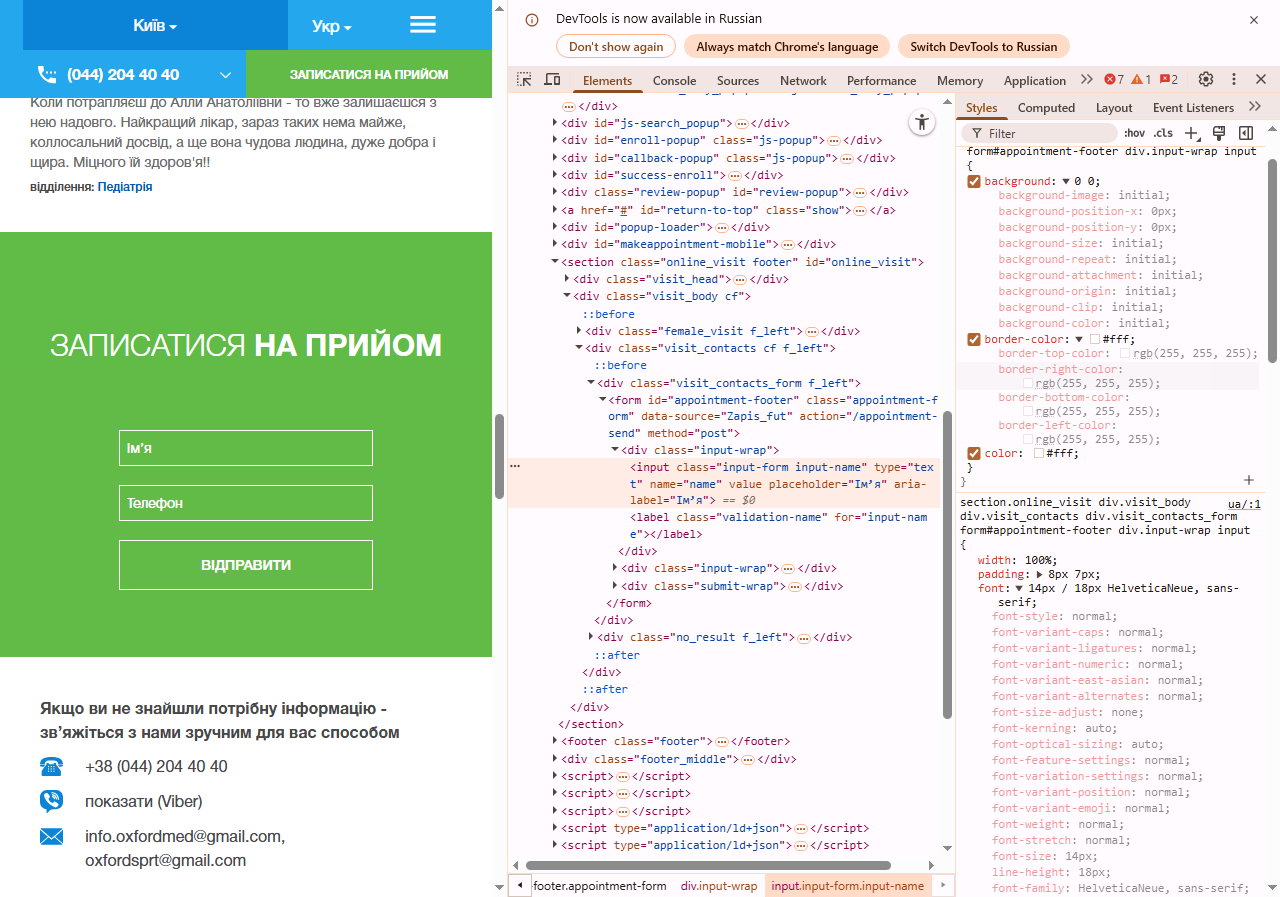 Київ
Укр
(044) 204 40 40
ЗАПИСАТИСЯ НА ПРИЙОМ
Коли потрапляєш до Алли Анатоліївни - то вже залишаєшся з
нею надовго. Найкращий лікар, зараз таких нема майже,
коллосальний досвід, а ще вона чудова людина, дуже добра і
щира. Міцного їй здоров'я!!
відділення: Педіатрія
ЗАПИСАТИСЯ НА ПРИЙОМ
Ім’я
Телефон
ВІДПРАВИТИ
Якщо ви не знайшли потрібну інформацію -
зв’яжіться з нами зручним для вас способом
+38 (044) 204 40 40
показати (Viber)
info.oxfordmed@gmail.com,
oxfordsprt@gmail.com
DevTools is now available in Russian
Don't show again
Always match Chrome's language
Switch DevTools to Russian
Elements Console Sources Network Performance Memory Application 7 1 2
…</div>
<div id="js-search_popup">…</div>
<div id="enroll-popup" class="js-popup">…</div>
<div id="callback-popup" class="js-popup">…</div>
<div id="success-enroll">…</div>
<div class="review-popup" id="review-popup">…</div>
<a href="#" id="return-to-top" class="show">…</a>
<div id="popup-loader">…</div>
<div id="makeappointment-mobile">…</div>
<section class="online_visit footer" id="online_visit">
<div class="visit_head">…</div>
<div class="visit_body cf">
::before
<div class="female_visit f_left">…</div>
<div class="visit_contacts cf f_left">
::before
<div class="visit_contacts_form f_left">
<form id="appointment-footer" class="appointment-f
orm" data-source="Zapis_fut" action="/appointment-
send" method="post">
<div class="input-wrap">
<input class="input-form input-name" type="tex
t" name="name" value placeholder="Ім’я" aria-
label="Ім’я"> == $0
<label class="validation-name" for="input-nam
e"></label>
</div>
<div class="input-wrap">…</div>
<div class="submit-wrap">…</div>
</form>
</div>
<div class="no_result f_left">…</div>
::after
</div>
::after
</div>
</section>
<footer class="footer">…</footer>
<div class="footer_middle">…</div>
<script>…</script>
<script>…</script>
<script>…</script>
<script type="application/ld+json">…</script>
<script type="application/ld+json">…</script>
-footer.appointment-form div.input-wrap input.input-form.input-name
Styles Computed Layout Event Listeners
Filter :hov .cls
form#appointment-footer div.input-wrap input
{
background: 0 0;
background-image: initial;
background-position-x: 0px;
background-position-y: 0px;
background-size: initial;
background-repeat: initial;
background-attachment: initial;
background-origin: initial;
background-clip: initial;
background-color: initial;
border-color: #fff;
border-top-color: rgb(255, 255, 255);
border-right-color:
rgb(255, 255, 255);
border-bottom-color:
rgb(255, 255, 255);
border-left-color:
rgb(255, 255, 255);
color: #fff;
}
}
section.online_visit div.visit_body ua/:1
div.visit_contacts div.visit_contacts_form
form#appointment-footer div.input-wrap input
{
width: 100%;
padding: 8px 7px;
font: 14px / 18px HelveticaNeue, sans-
serif;
font-style: normal;
font-variant-caps: normal;
font-variant-ligatures: normal;
font-variant-numeric: normal;
font-variant-east-asian: normal;
font-variant-alternates: normal;
font-size-adjust: none;
font-kerning: auto;
font-optical-sizing: auto;
font-feature-settings: normal;
font-variation-settings: normal;
font-variant-position: normal;
font-variant-emoji: normal;
font-weight: normal;
font-stretch: normal;
font-size: 14px;
line-height: 18px;
font-family: HelveticaNeue, sans-serif;